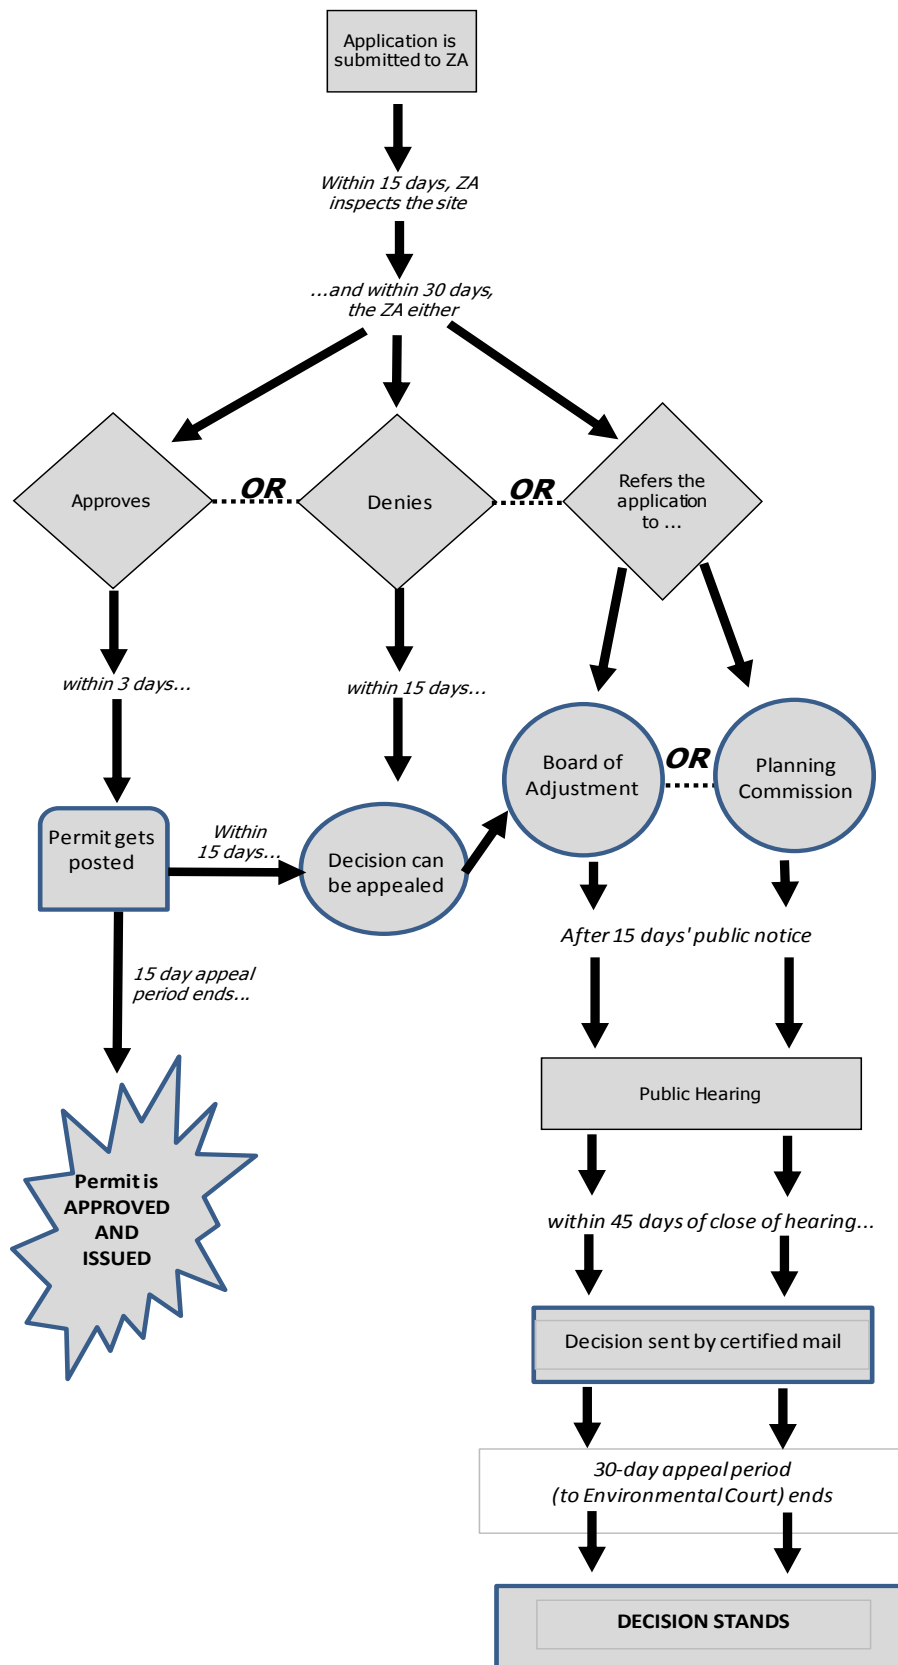 Application is
submitted to ZA
Within 15 days, ZA
inspects the site
...and within 30 days,
the ZA either
Approves
OR
Denies
OR
Refers the
application
to ...
within 3 days...
within 15 days...
Board of
Adjustment
OR
Planning
Commission
Permit gets
posted
Within
15 days...
Decision can
be appealed
After 15 days' public notice
15 day appeal
period ends...
Public Hearing
Permit is
APPROVED
AND
ISSUED
within 45 days of close of hearing...
Decision sent by certified mail
30-day appeal period
(to Environmental Court) ends
DECISION STANDS